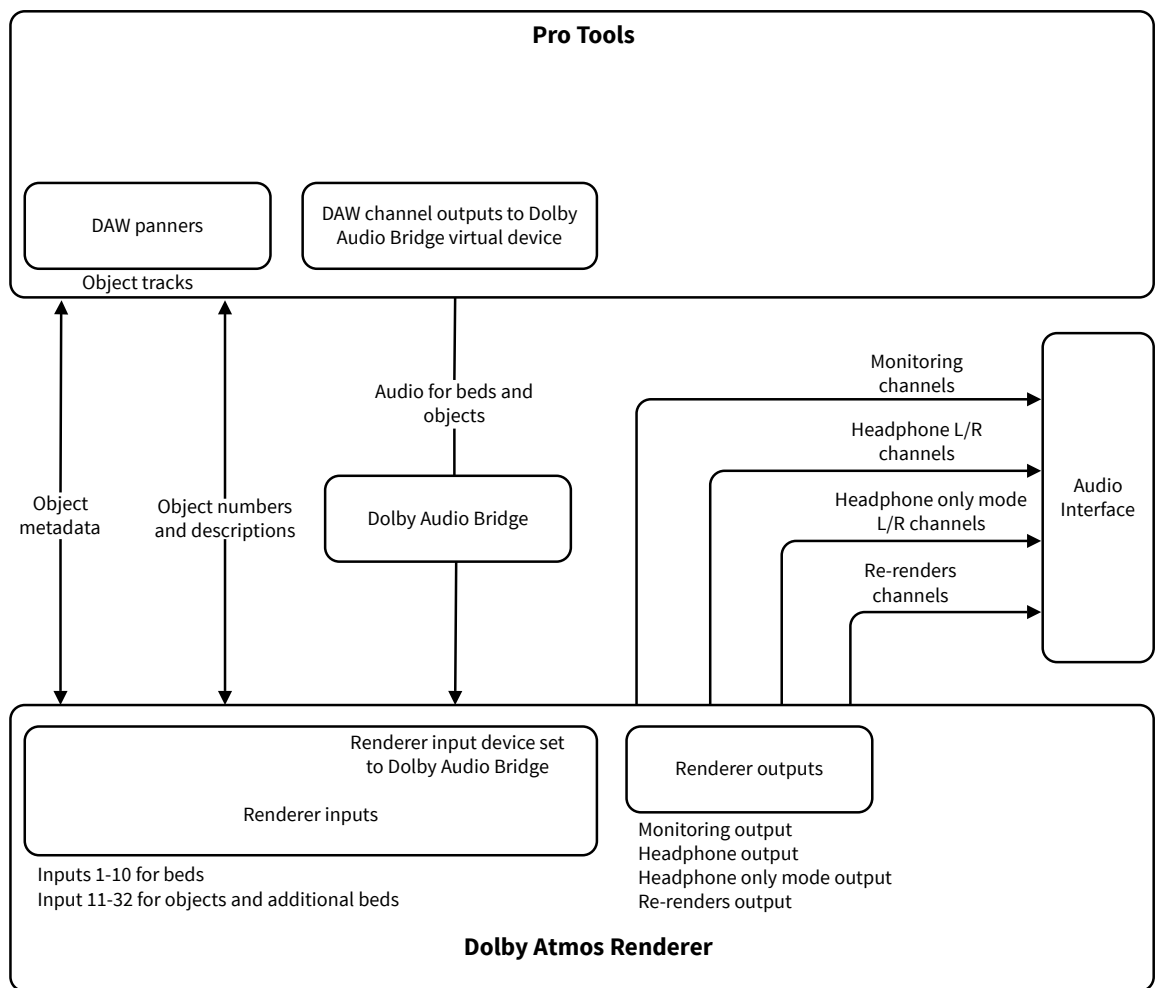 Pro Tools
DAW panners
DAW channel outputs to Dolby
Audio Bridge virtual device
Object tracks
Monitoring
channels
Audio for beds and
objects
Headphone L/R
channels
Object
metadata
Object numbers
and descriptions
Dolby Audio Bridge
Headphone only mode
L/R channels
Audio
Interface
Re-renders
channels
Renderer input device set
to Dolby Audio Bridge
Renderer inputs
Renderer outputs
Inputs 1-10 for beds
Input 11-32 for objects and additional beds
Monitoring output
Headphone output
Headphone only mode output
Re-renders output
Dolby Atmos Renderer